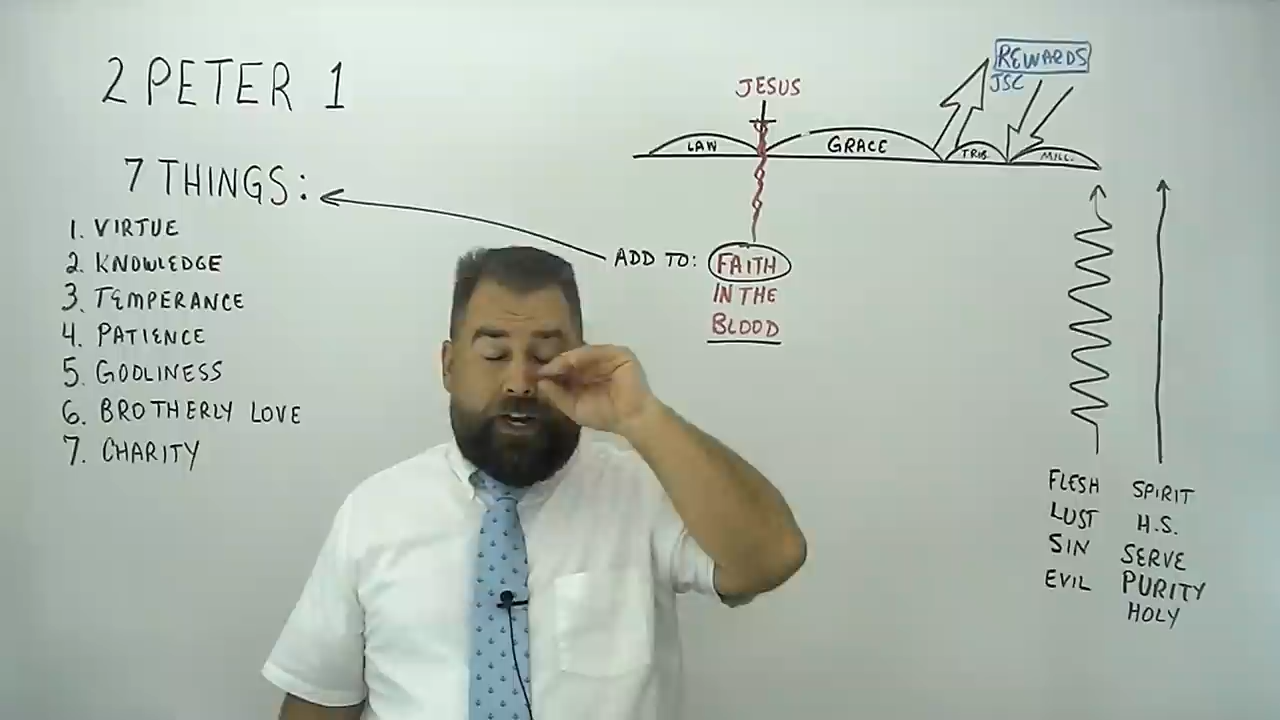 2 PETER 1
7 THINGS:
1. VIRTUE
2. KNOWLEDGE
3. TEMPERANCE
4. PATIENCE
5. GODLINESS
6. BROTHERLY LOVE
7. CHARITY
ADD TO: FAITH
IN THE
BLOOD
JESUS
LAW
GRACE
TRIB
MILL.
REWARDS
JSC
FLESH
LUST
SIN
EVIL
SPIRIT
H.S.
SERVE
PURITY
HOLY